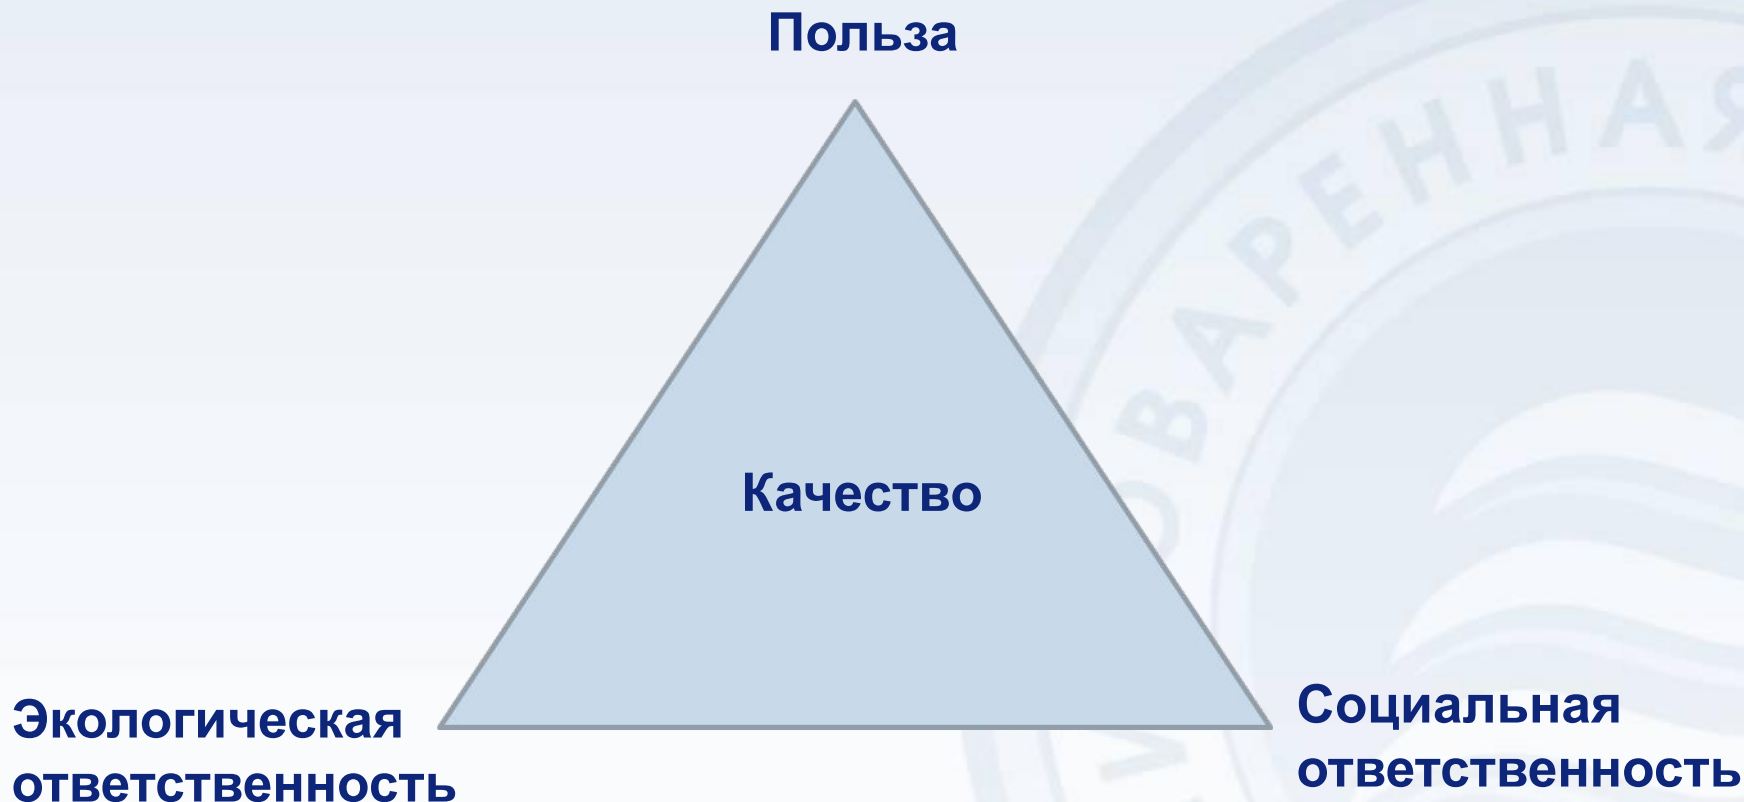 Польза
Качество
Экологическая
ответственность
Социальная
ответственность